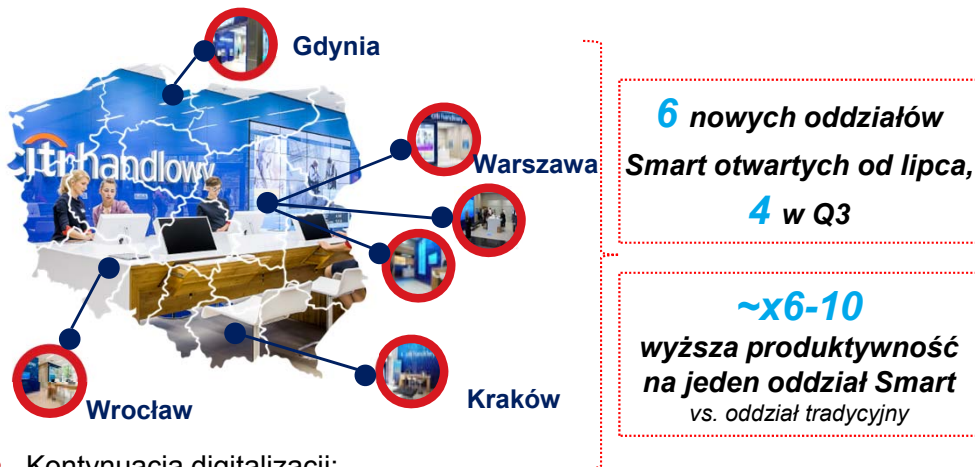 Gdynia
citi handlowy
Warszawa
Wrocław
Kraków
6 nowych oddziałów
Smart otwartych od lipca,
4 w Q3
~x6-10
wyższa produktywność
na jeden oddział Smart
vs. oddział tradycyjny
Kontynuacja digitalizacji: